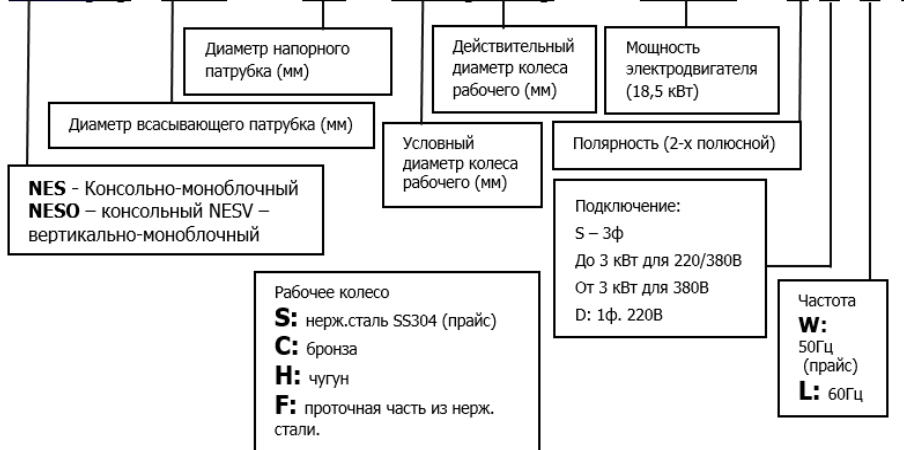 Диаметр напорного
патрубка (мм)
Действительный
диаметр колеса
рабочего (мм)
Мощность
электродвигателя
(18,5 кВт)
Диаметр всасывающего патрубка (мм)
Условный
диаметр колеса
рабочего (мм)
Полярность (2-х полюсной)
NES - Консольно-моноблочный
NESO – консольный NESV –
вертикально-моноблочный
Подключение:
S – 3ф
До 3 кВт для 220/380В
От 3 кВт для 380В
D: 1ф. 220В
Рабочее колесо
S: нерж.сталь SS304 (прайс)
C: бронза
H: чугун
F: проточная часть из нерж.
стали.
Частота
W:
50Гц
(прайс)
L: 60Гц